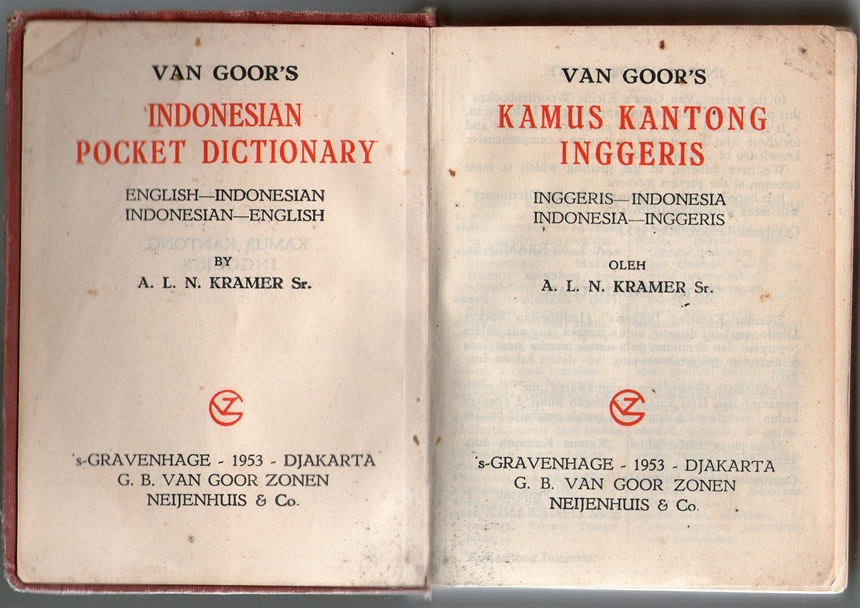 VAN GOOR'S
INDONESIAN
POCKET DICTIONARY
ENGLISH—INDONESIAN
INDONESIAN—ENGLISH
BY
A. L. N. KRAMER Sr.
VZG
's-GRAVENHAGE - 1953 - DJAKARTA
G. B. VAN GOOR ZONEN
NEIJENHUIS & Co.
VAN GOOR'S
KAMUS KANTONG
INGGERIS
INGGERIS—INDONESIA
INDONESIA—INGGERIS
OLEH
A. L. N. KRAMER Sr.
VZG
's-GRAVENHAGE - 1953 - DJAKARTA
G. B. VAN GOOR ZONEN
NEIJENHUIS & Co.